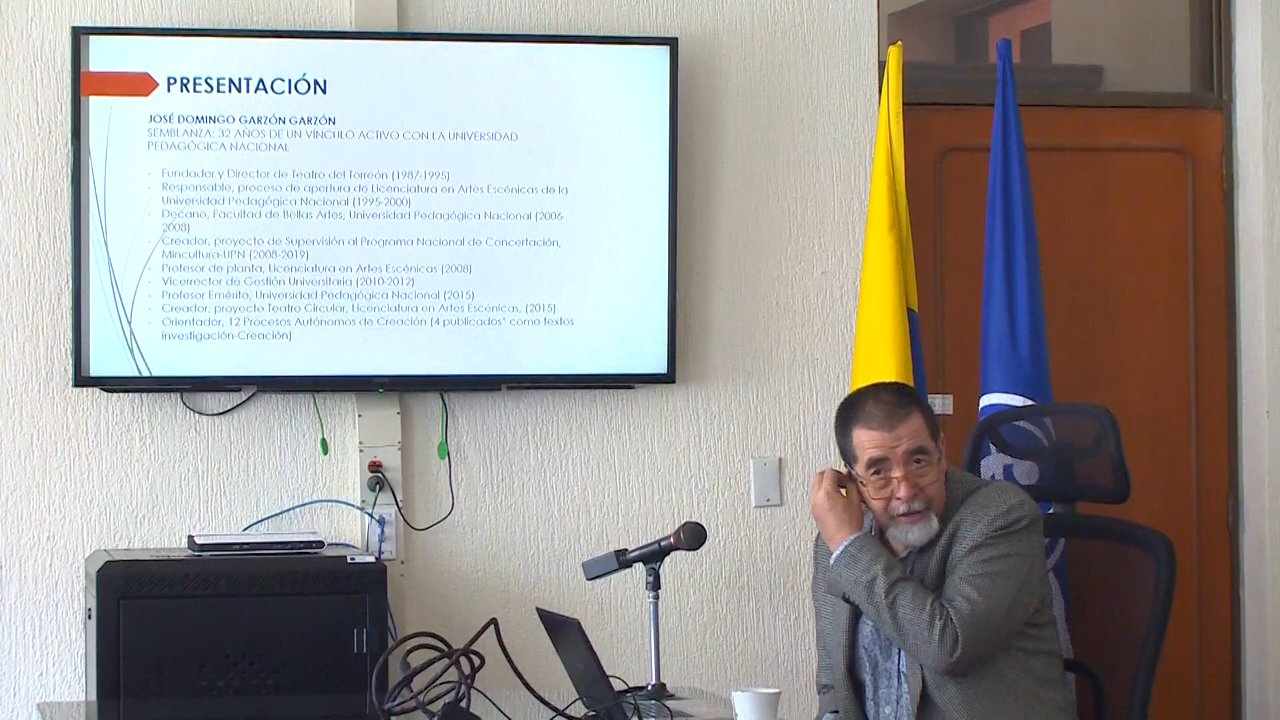 PRESENTACIÓN
JOSÉ DOMINGO GARZÓN GARZÓN
SEMBLANZA: 32 AÑOS DE UN VÍNCULO ACTIVO CON LA UNIVERSIDAD
PEDAGÓGICA NACIONAL
- Fundador y Director de Teatro del Torreón (1987-1995)
- Responsable, proceso de apertura de Licenciatura en Artes Escénicas de la
Universidad Pedagógica Nacional (1995-2000)
- Decano, Facultad de Bellas Artes, Universidad Pedagógica Nacional (2006-
2008)
- Creador, proyecto de Supervisión al Programa Nacional de Concertación,
Mincultura-UPN (2008-2019)
- Profesor de planta, Licenciatura en Artes Escénicas (2008)
- Vicerrector de Gestión Universitaria (2010-2012)
- Profesor Emérito, Universidad Pedagógica Nacional (2015)
- Creador, proyecto Teatro Circular, Licenciatura en Artes Escénicas, (2015)
- Orientador, 12 Procesos Autónomos de Creación (4 publicados* como textos
investigación-Creación)